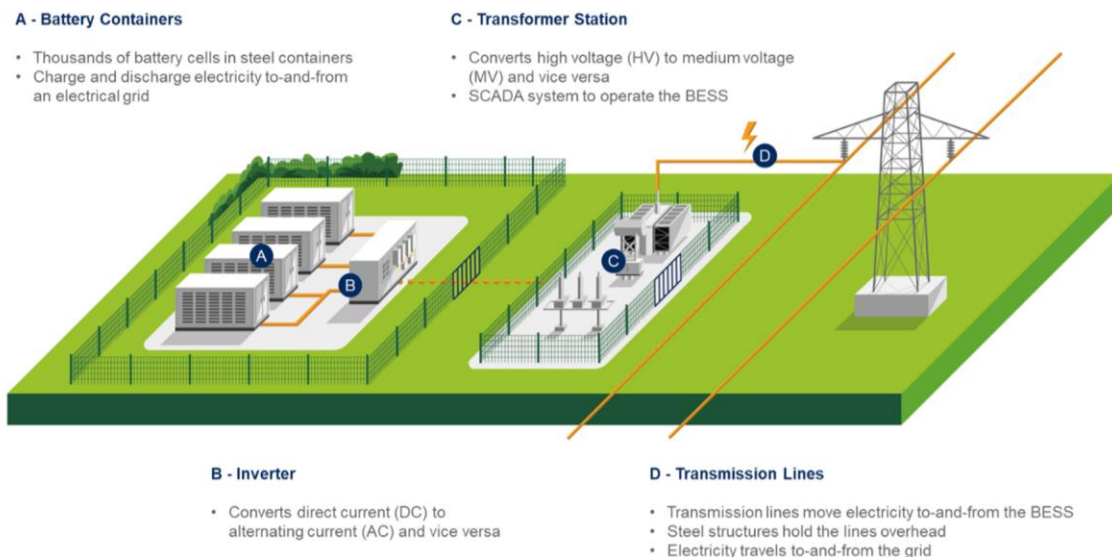 A - Battery Containers
• Thousands of battery cells in steel containers
• Charge and discharge electricity to-and-from
an electrical grid
C - Transformer Station
• Converts high voltage (HV) to medium voltage
(MV) and vice versa
• SCADA system to operate the BESS
D
A
C
B
B - Inverter
• Converts direct current (DC) to
alternating current (AC) and vice versa
D - Transmission Lines
• Transmission lines move electricity to-and-from the BESS
• Steel structures hold the lines overhead
• Electricity travels to-and-from the grid